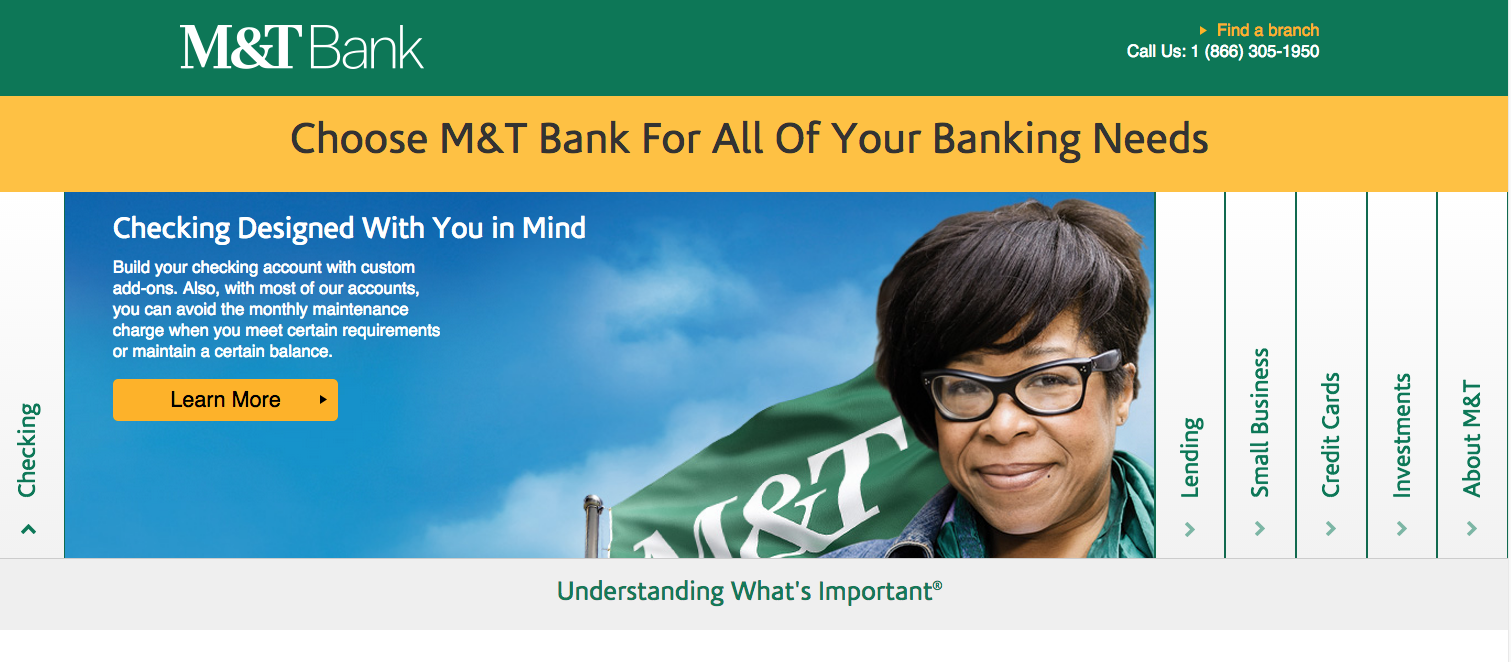 M&T Bank
Find a branch
Call Us: 1 (866) 305-1950
Choose M&T Bank For All Of Your Banking Needs
Checking
Checking Designed With You in Mind
Build your checking account with custom
add-ons. Also, with most of our accounts,
you can avoid the monthly maintenance
charge when you meet certain requirements
or maintain a certain balance.
Learn More
M&T
Lending
Small Business
Credit Cards
Investments
About M&T
Understanding What's Important®